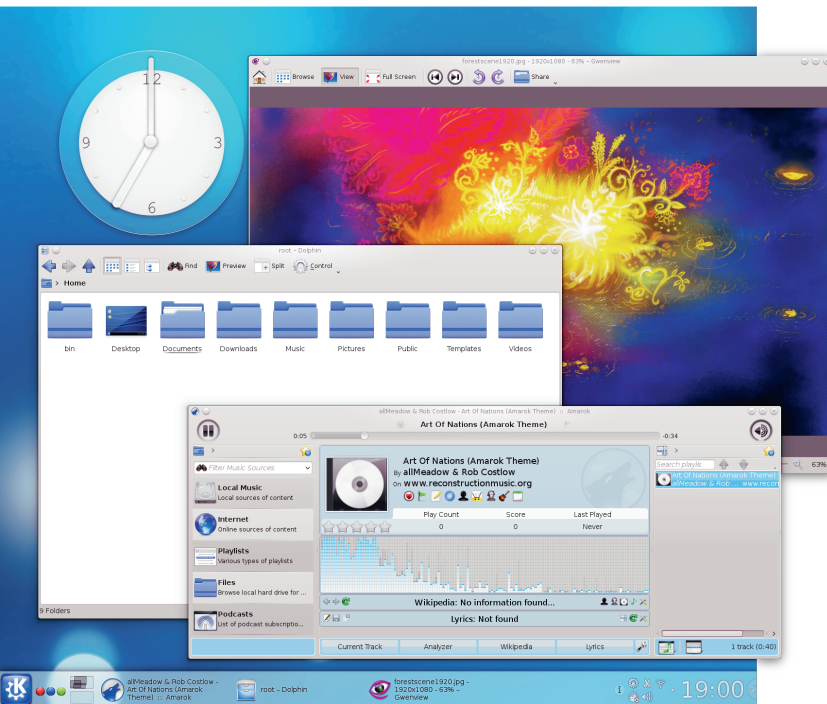 12
9
3
6
forestscene1920.jpg - 1920x1080 - 63% - Gwenview
Browse
View
Full Screen
Share
63%
root - Dolphin
Find
Preview
Split
Control
> Home
bin
Desktop
Documents
Downloads
Music
Pictures
Public
Templates
Videos
9 Folders
allMeadow & Rob Costlow - Art Of Nations (Amarok Theme) :: Amarok
Art Of Nations (Amarok Theme)
0:05
-0:34
Filter Music Sources
Local Music
Local sources of content
Internet
Online sources of content
Playlists
Various types of playlists
Files
Browse local hard drive for ...
Podcasts
List of podcast subscriptio...
Art Of Nations (Amarok Theme)
By allMeadow & Rob Costlow
On www.reconstructionmusic.org
Play Count
Score
Last Played
0
0
Never
Wikipedia: No information found...
Lyrics: Not found
Current Track
Analyzer
Wikipedia
Lyrics
Search playlis
Art Of Nations (Amarok Theme)
allMeadow & Rob ... www.recon
1 track (0:40)
allMeadow & Rob Costlow -
Art Of Nations (Amarok
Theme) :: Amarok
root - Dolphin
forestscene1920.jpg -
1920x1080 - 63% -
Gwenview
19:00